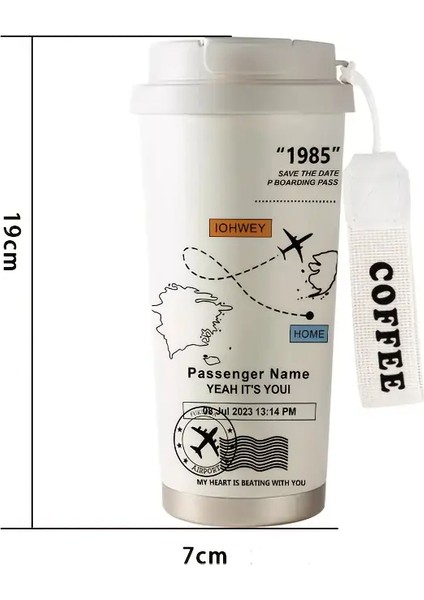 19cm
“1985”
SAVE THE DATE
P BOARDING PASS
IOHWEY
HOME
COFFEE
Passenger Name
YEAH IT'S YOUI
08 Jul 2023 13:14 PM
AIRPORT
MY HEART IS BEATING WITH YOU
7cm